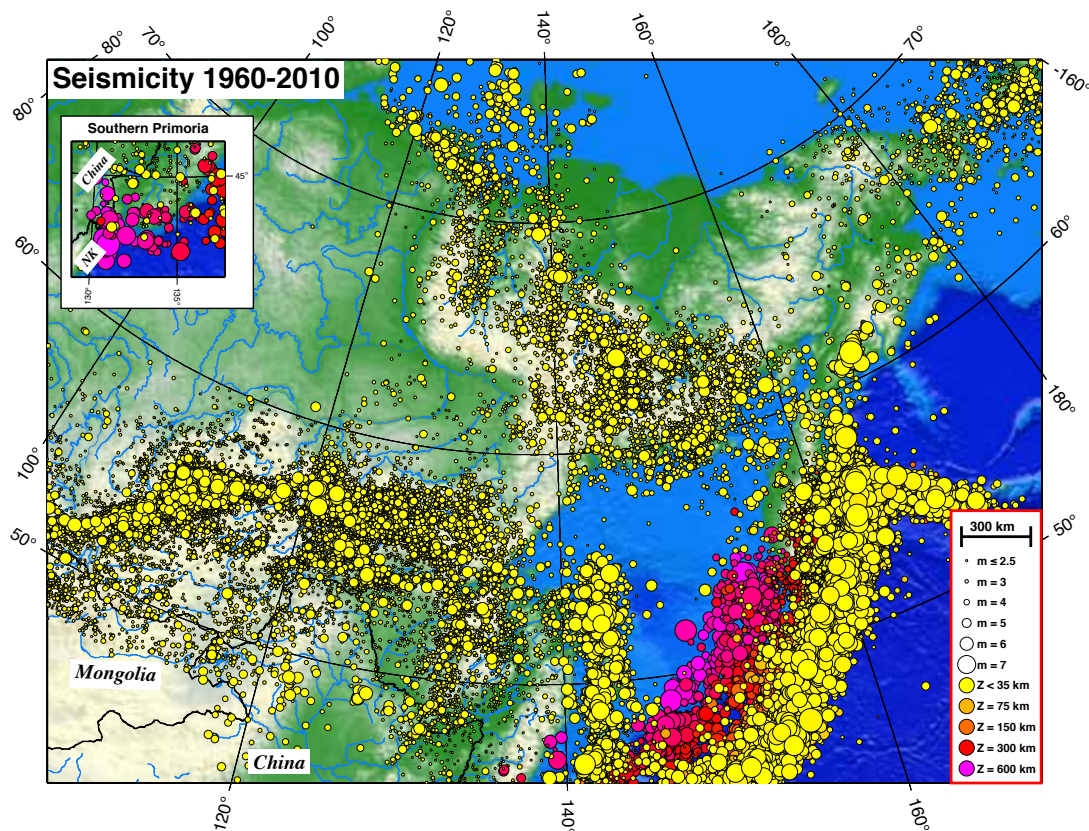 80°
70°
100°
120°
140°
160°
180°
70°
-160°
Seismicity 1960-2010
80°
Southern Primoria
China
45°
NK
130°
135°
60°
60°
180°
100°
50°
50°
300 km
m ≤ 2.5
m = 3
m = 4
m = 5
m = 6
m = 7
Z < 35 km
Z = 75 km
Z = 150 km
Z = 300 km
Z = 600 km
Mongolia
China
120°
140°
160°